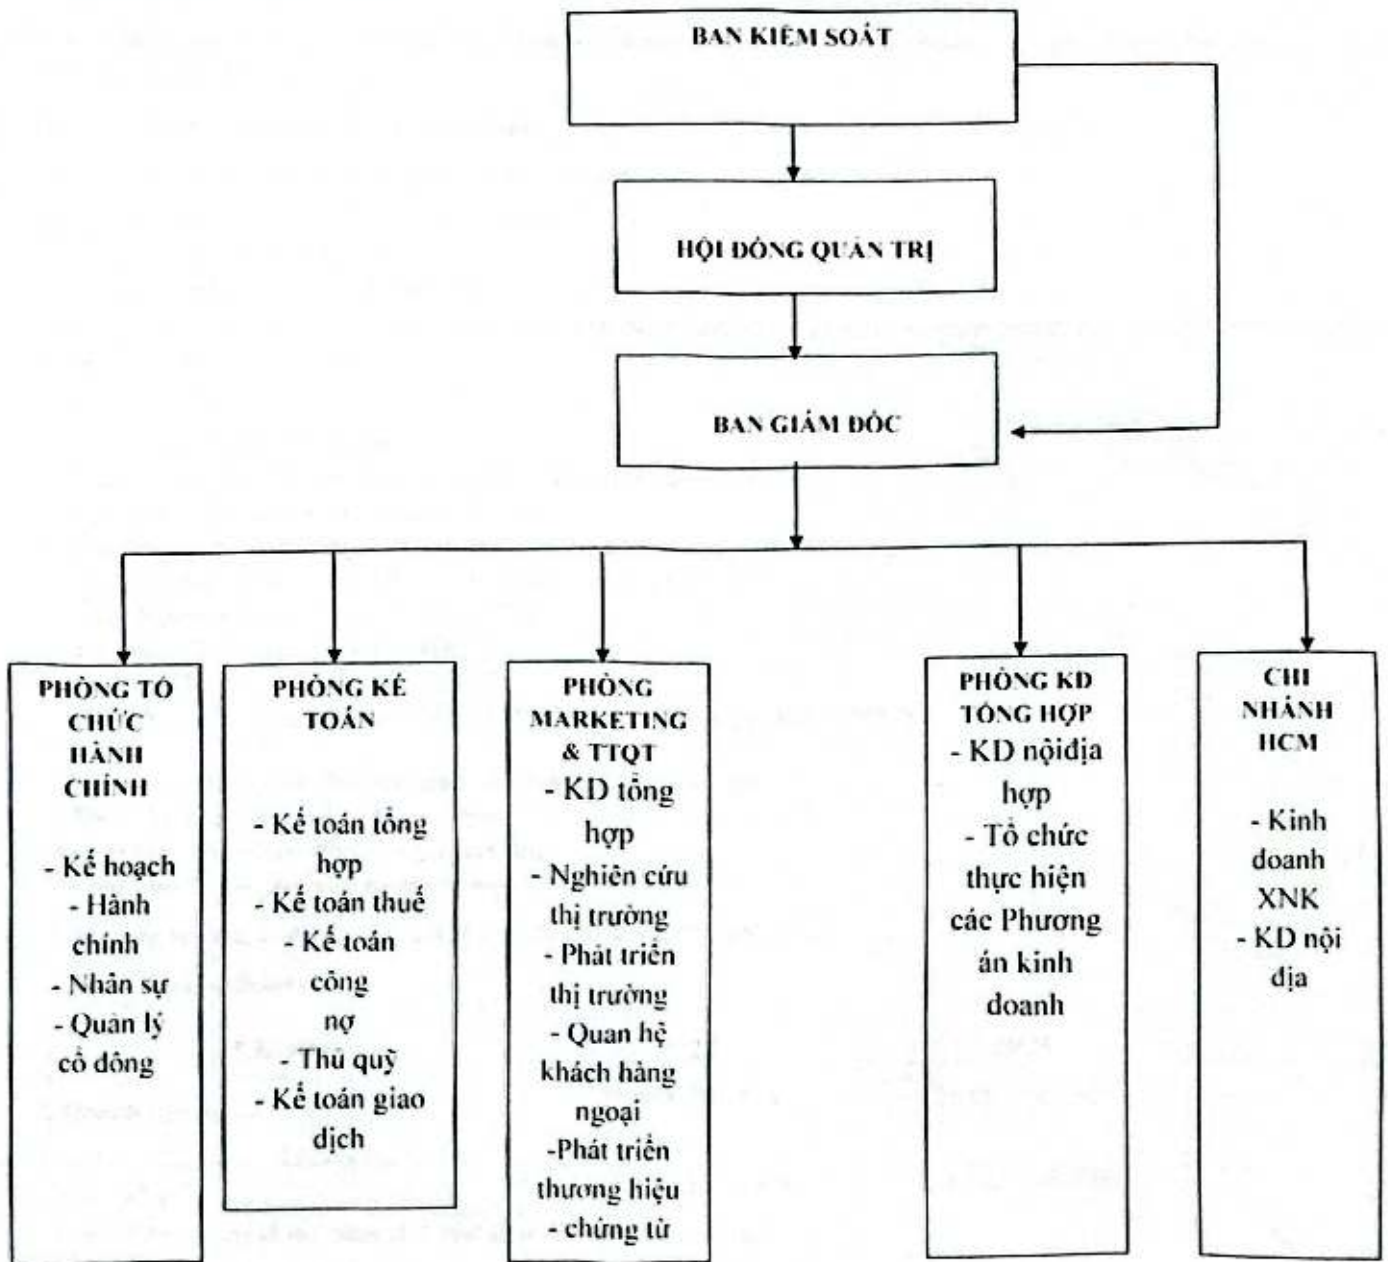 BAN KIỂM SOÁT
HỘI ĐỒNG QUẢN TRỊ
BAN GIÁM ĐỐC
PHÒNG TỔ
CHỨC
HÀNH
CHÍNH
- Kế hoạch
- Hành
chính
- Nhân sự
- Quản lý
cổ đông
PHÒNG KẾ
TOÁN
- Kế toán tổng
hợp
- Kế toán thuế
- Kế toán
công
nợ
- Thủ quỹ
- Kế toán giao
dịch
PHÒNG
MARKETING
& TTQT
- KD tổng
hợp
- Nghiên cứu
thị trường
- Phát triển
thị trường
- Quan hệ
khách hàng
ngoại
-Phát triển
thương hiệu
- chứng từ
PHÒNG KD
TỔNG HỢP
- KD nộiđịa
hợp
- Tổ chức
thực hiện
các Phương
án kinh
doanh
CHI
NHÁNH
HCM
- Kinh
doanh
XNK
- KD nội
địa